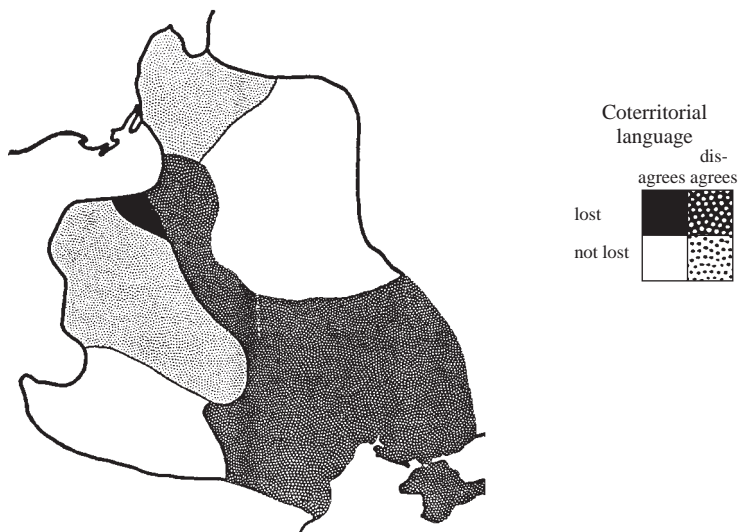 Coterritorial
language
dis-
agrees agrees
lost
not lost